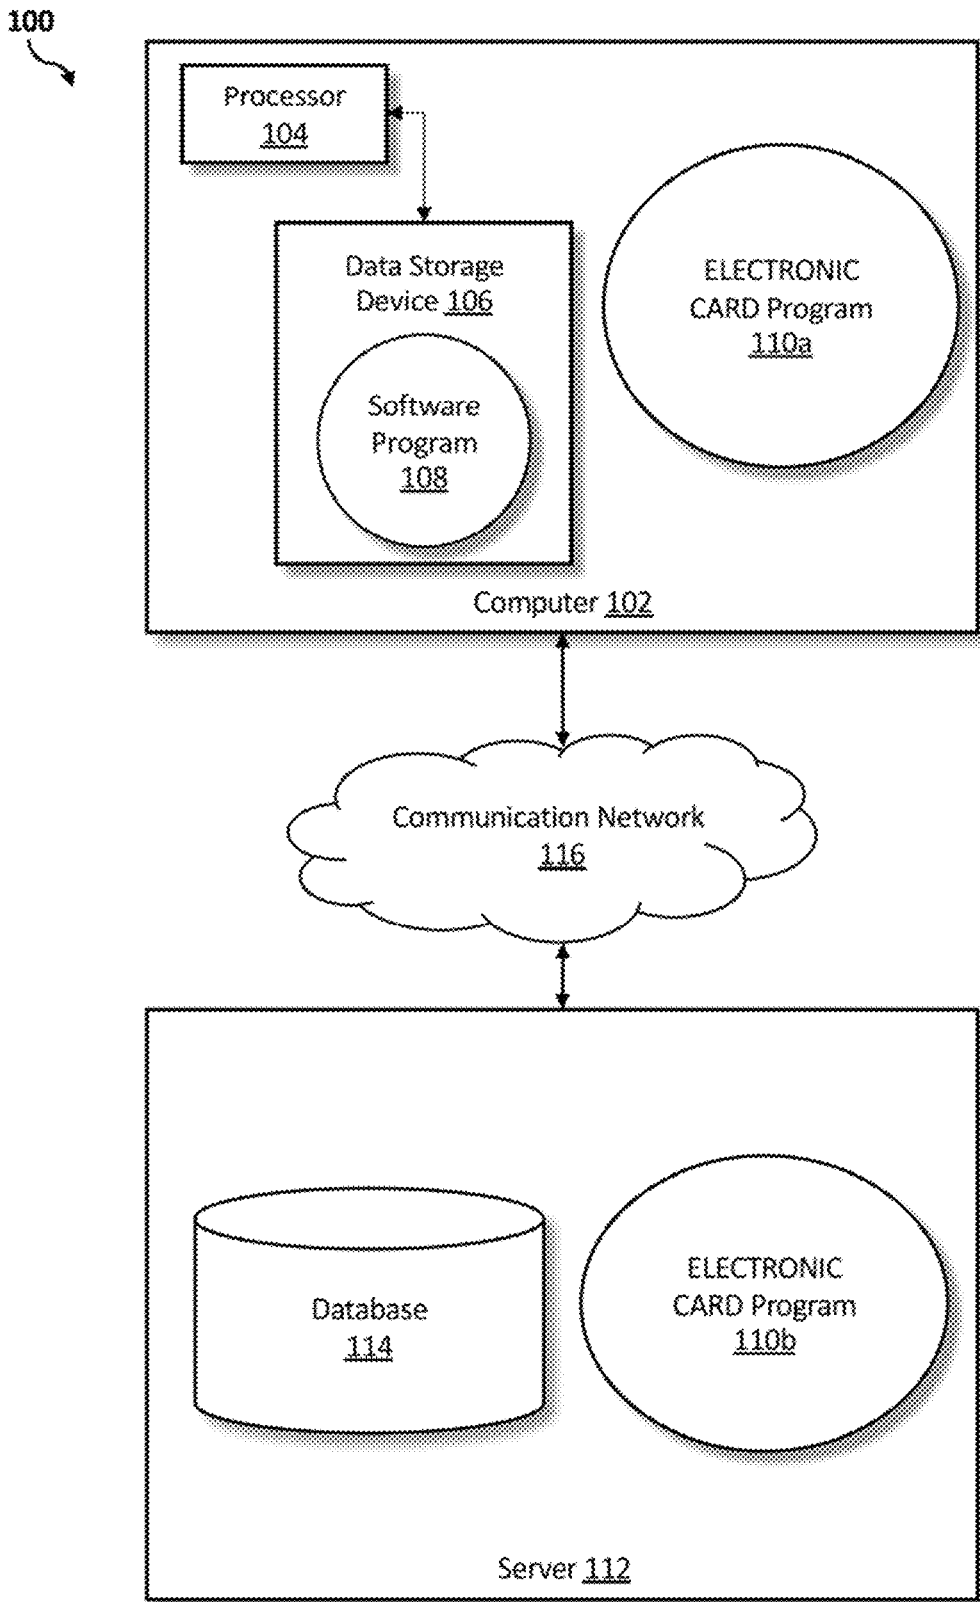 100
Processor
104
Data Storage
Device 106
Software
Program
108
ELECTRONIC
CARD Program
110a
Computer 102
Communication Network
116
Database
114
ELECTRONIC
CARD Program
110b
Server 112